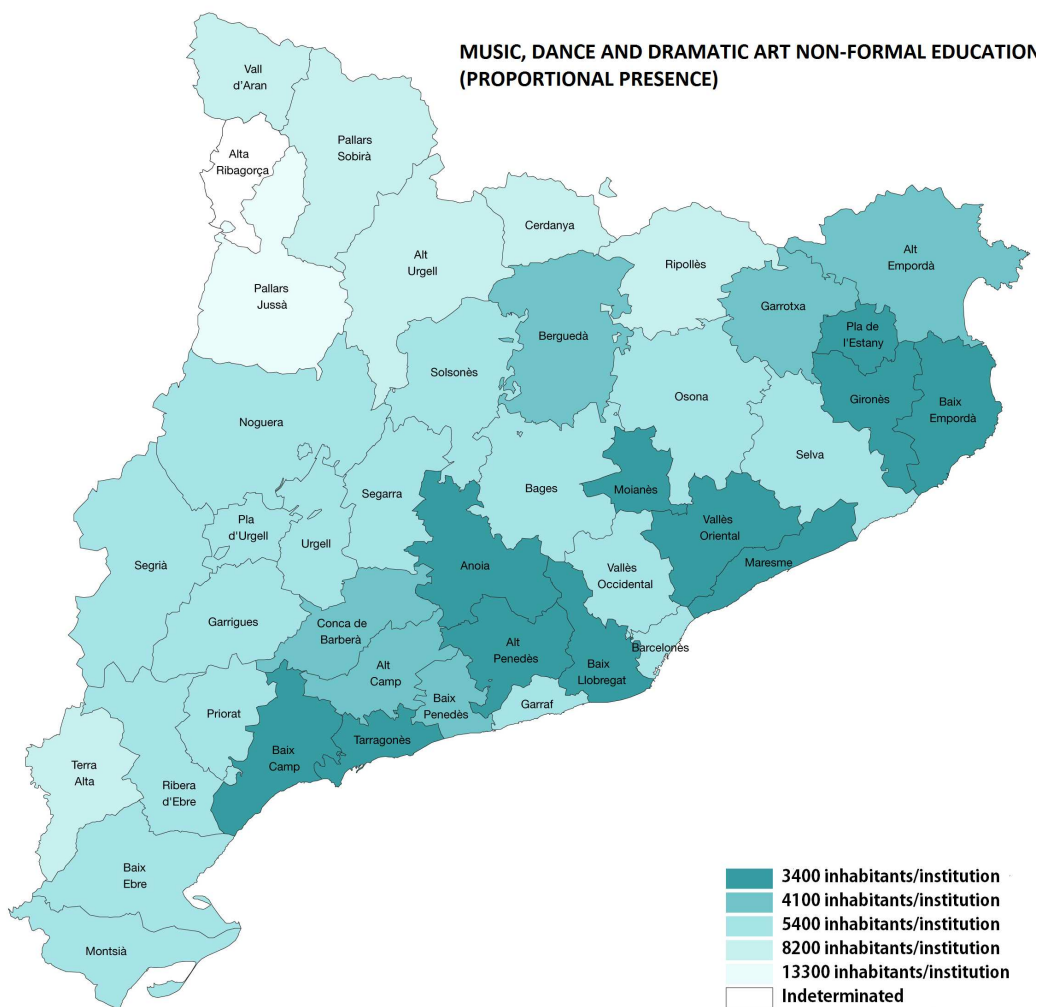 MUSIC, DANCE AND DRAMATIC ART NON-FORMAL EDUCATION
(PROPORTIONAL PRESENCE)
Vall
d'Aran
Alta
Ribagorça
Pallars
Sobirà
Cerdanya
Alt
Urgell
Ripollès
Alt
Empordà
Pallars
Jussà
Garrotxa
Pla de
l'Estany
Berguedà
Solsonès
Osona
Gironès
Baix
Empordà
Noguera
Selva
Segarra
Bages
Moianès
Pla
d'Urgell
Urgell
Vallès
Oriental
Segrià
Anoia
Vallès
Occidental
Maresme
Garrigues
Conca de
Barberà
Alt
Penedès
Barcelonès
Alt
Camp
Baix
Llobregat
Baix
Penedès
Garraf
Priorat
Tarragonès
Baix
Camp
Terra
Alta
Ribera
d'Ebre
Baix
Ebre
Montsià
3400 inhabitants/institution
4100 inhabitants/institution
5400 inhabitants/institution
8200 inhabitants/institution
13300 inhabitants/institution
Indeterminated